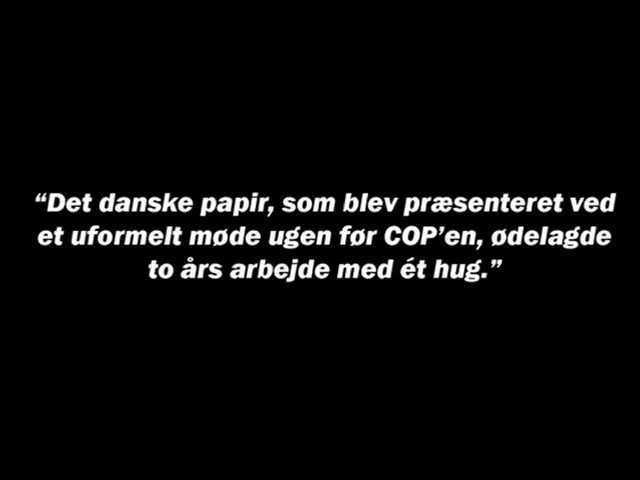 “Det danske papir, som blev præsenteret ved
et uformelt møde ugen før COP’en, ødelagde
to års arbejde med ét hug.”